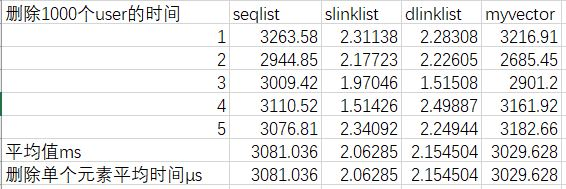 删除1000个user的时间 seqlist slinklist dlinklist myvector
1 3263.58 2.31138 2.28308 3216.91
2 2944.85 2.17723 2.22605 2685.45
3 3009.42 1.97046 1.51508 2901.2
4 3110.52 1.51426 2.49887 3161.92
5 3076.81 2.34092 2.24944 3182.66
平均值ms 3081.036 2.06285 2.154504 3029.628
删除单个元素平均时间μs 3081.036 2.06285 2.154504 3029.628